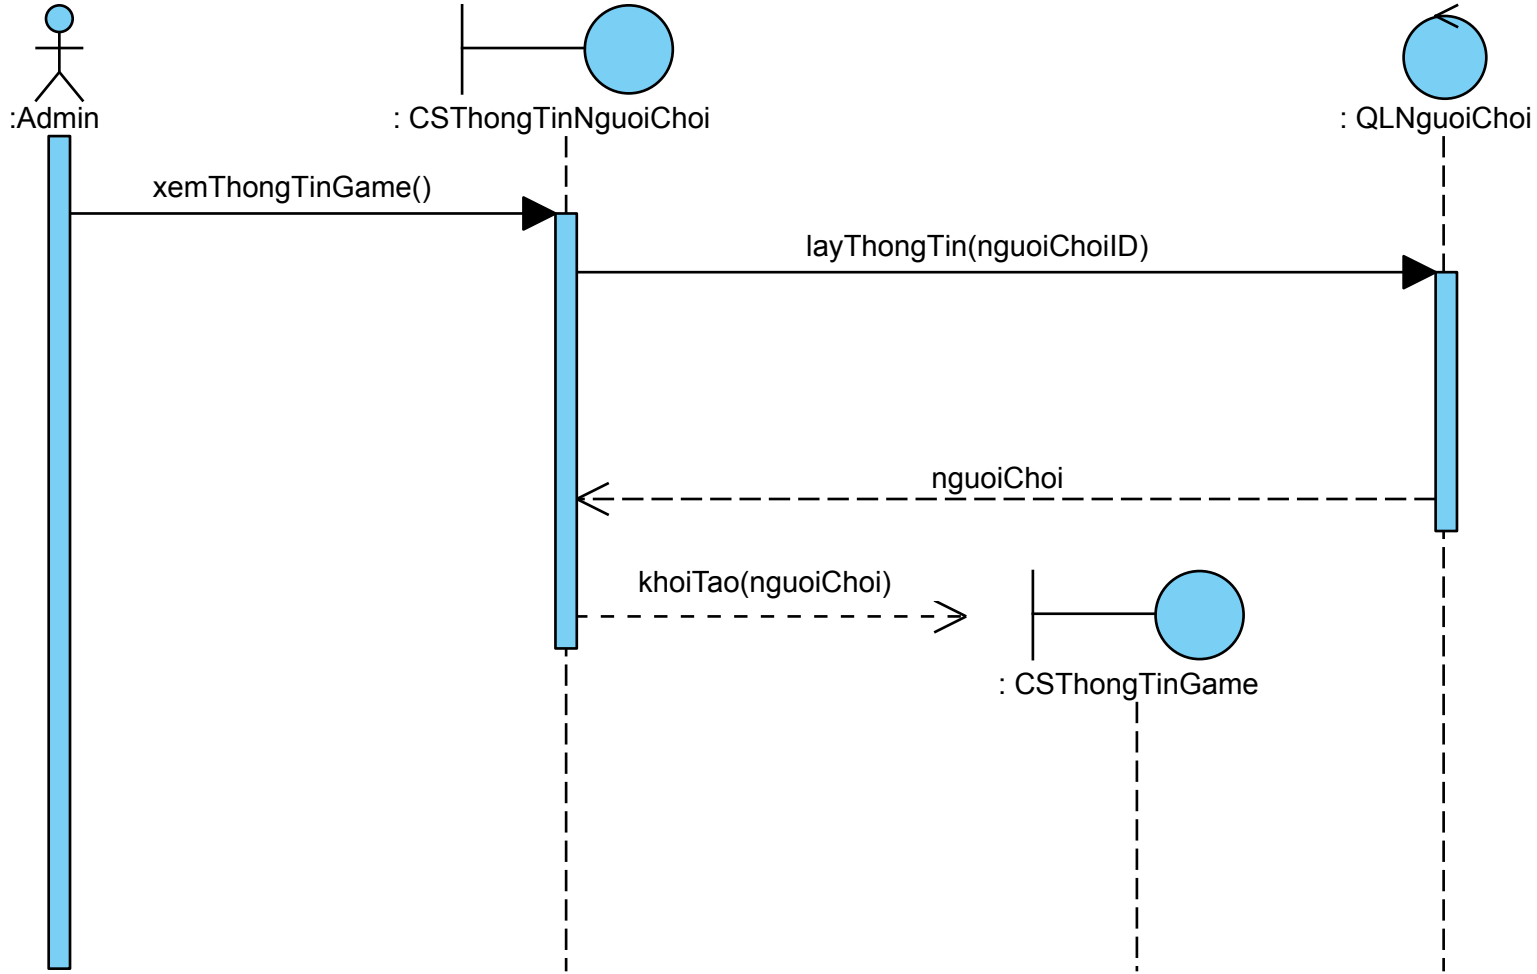 :Admin
: CSThongTinNguoiChoi
: QLNguoiChoi
xemThongTinGame()
layThongTin(nguoiChoiID)
nguoiChoi
khoiTao(nguoiChoi)
: CSThongTinGame